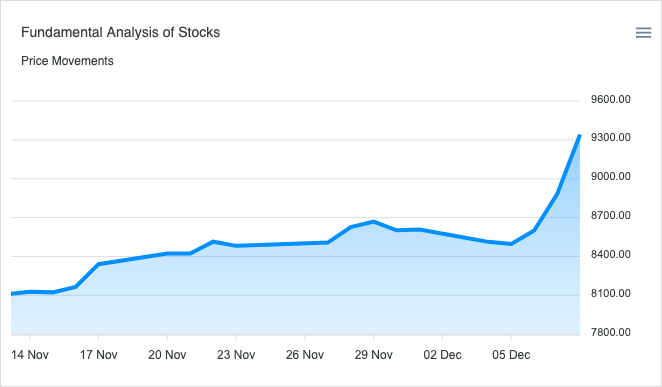 Fundamental Analysis of Stocks
Price Movements
9600.00
9300.00
9000.00
8700.00
8400.00
8100.00
7800.00
14 Nov 17 Nov 20 Nov 23 Nov 26 Nov 29 Nov 02 Dec 05 Dec